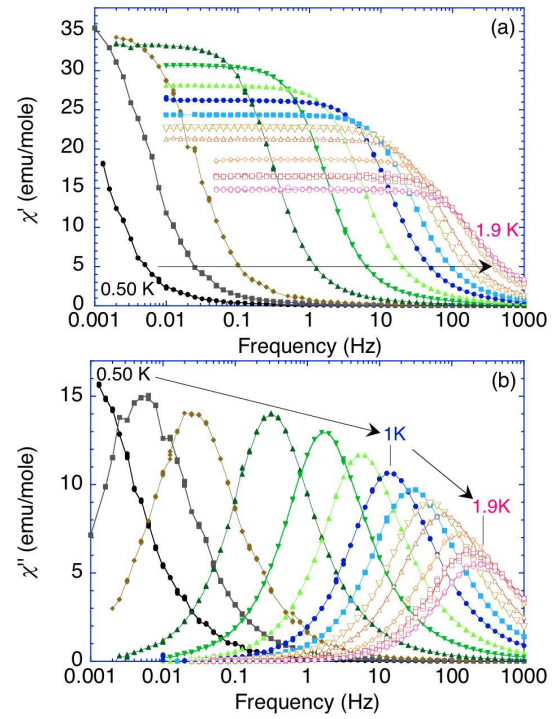 (a)
35
30
25
20
15
10
5
0
χ' (emu/mole)
1.9 K
0.50 K
0.001 0.01 0.1 1 10 100 1000
Frequency (Hz)
(b)
0.50 K
1K
1.9K
15
10
5
0
χ" (emu/mole)
0.001 0.01 0.1 1 10 100 1000
Frequency (Hz)